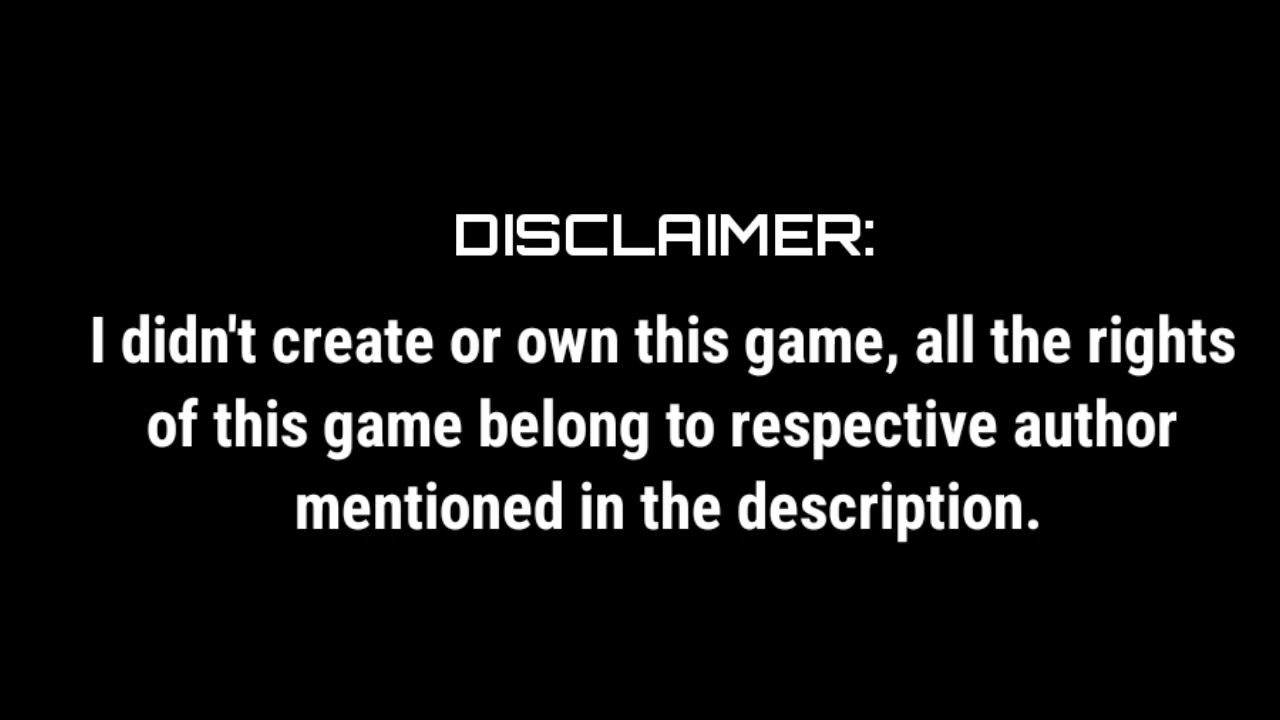 DISCLAIMER:
I didn't create or own this game, all the rights
of this game belong to respective author
mentioned in the description.